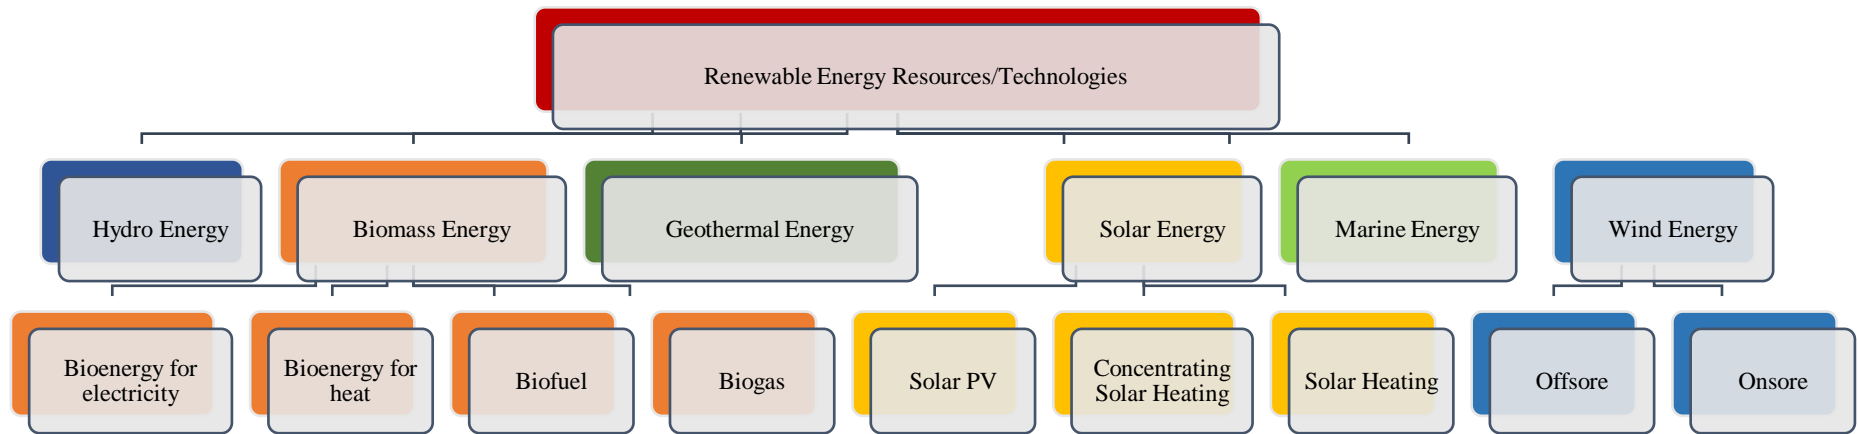 Renewable Energy Resources/Technologies
Hydro Energy
Biomass Energy
Geothermal Energy
Solar Energy
Marine Energy
Wind Energy
Bioenergy for
electricity
Bioenergy for
heat
Biofuel
Biogas
Solar PV
Concentrating
Solar Heating
Solar Heating
Offsore
Onsore